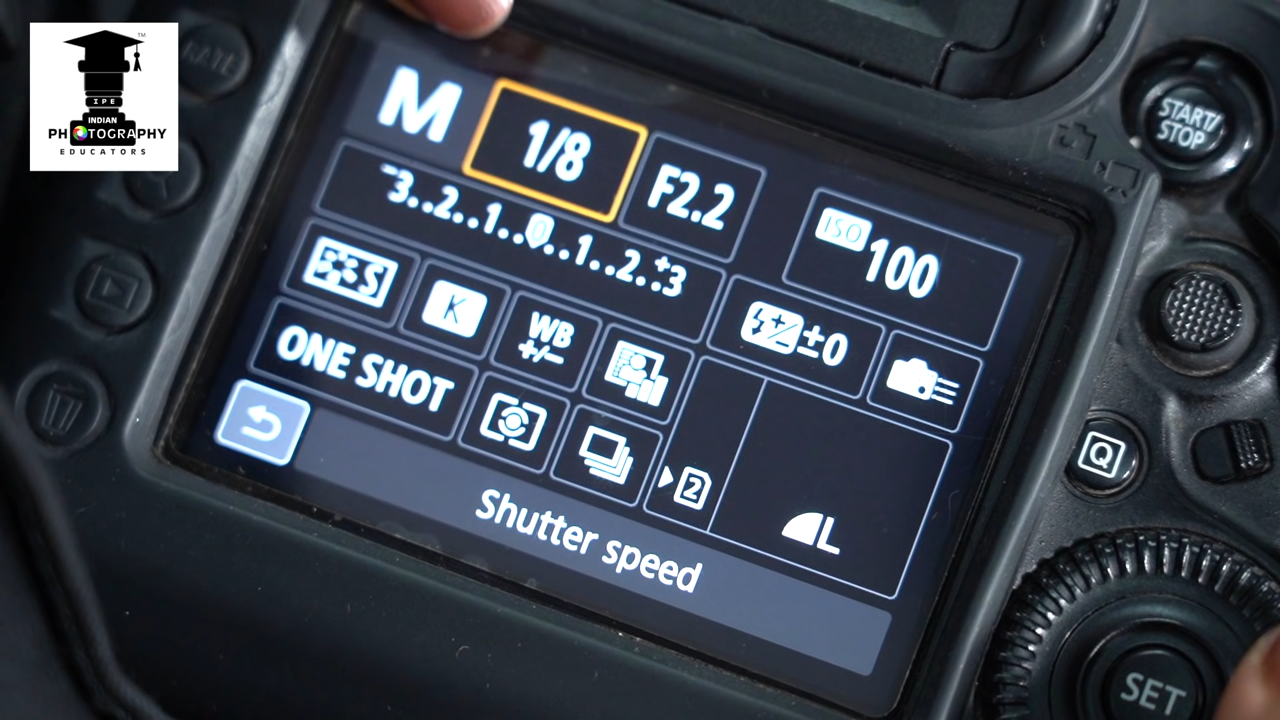 TM
IPE
INDIAN
PHOTOGRAPHY
EDUCATORS
RATE
START/
STOP
M 1/8 F2.2
ISO 100
-3..2..1..0..1..2..+3
S K WB
+/-
+/- ±0
ONE SHOT
2
L
Q
Shutter speed
SET